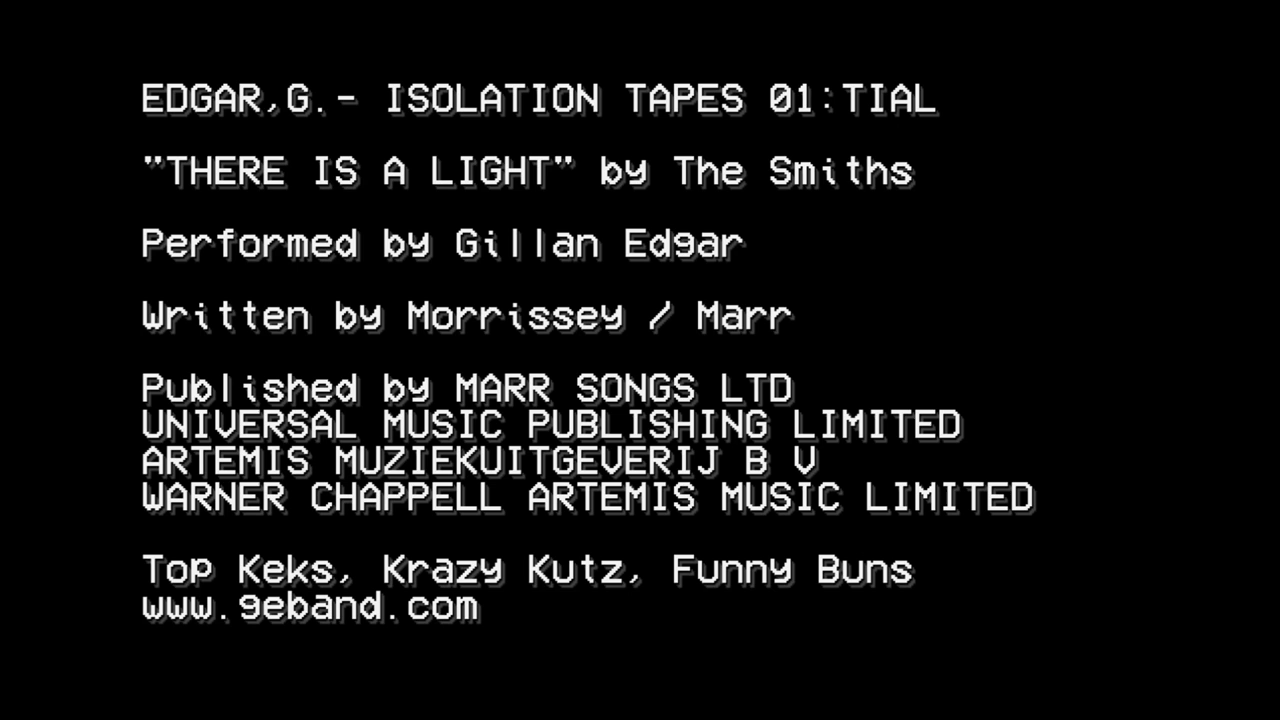 EDGAR,G.- ISOLATION TAPES 01:TIAL
"THERE IS A LIGHT" by The Smiths
Performed by Gillan Edgar
Written by Morrissey / Marr
Published by MARR SONGS LTD
UNIVERSAL MUSIC PUBLISHING LIMITED
ARTEMIS MUZIEKUITGEVERIJ B V
WARNER CHAPPELL ARTEMIS MUSIC LIMITED
Top Keks, Krazy Kutz, Funny Buns
www.geband.com